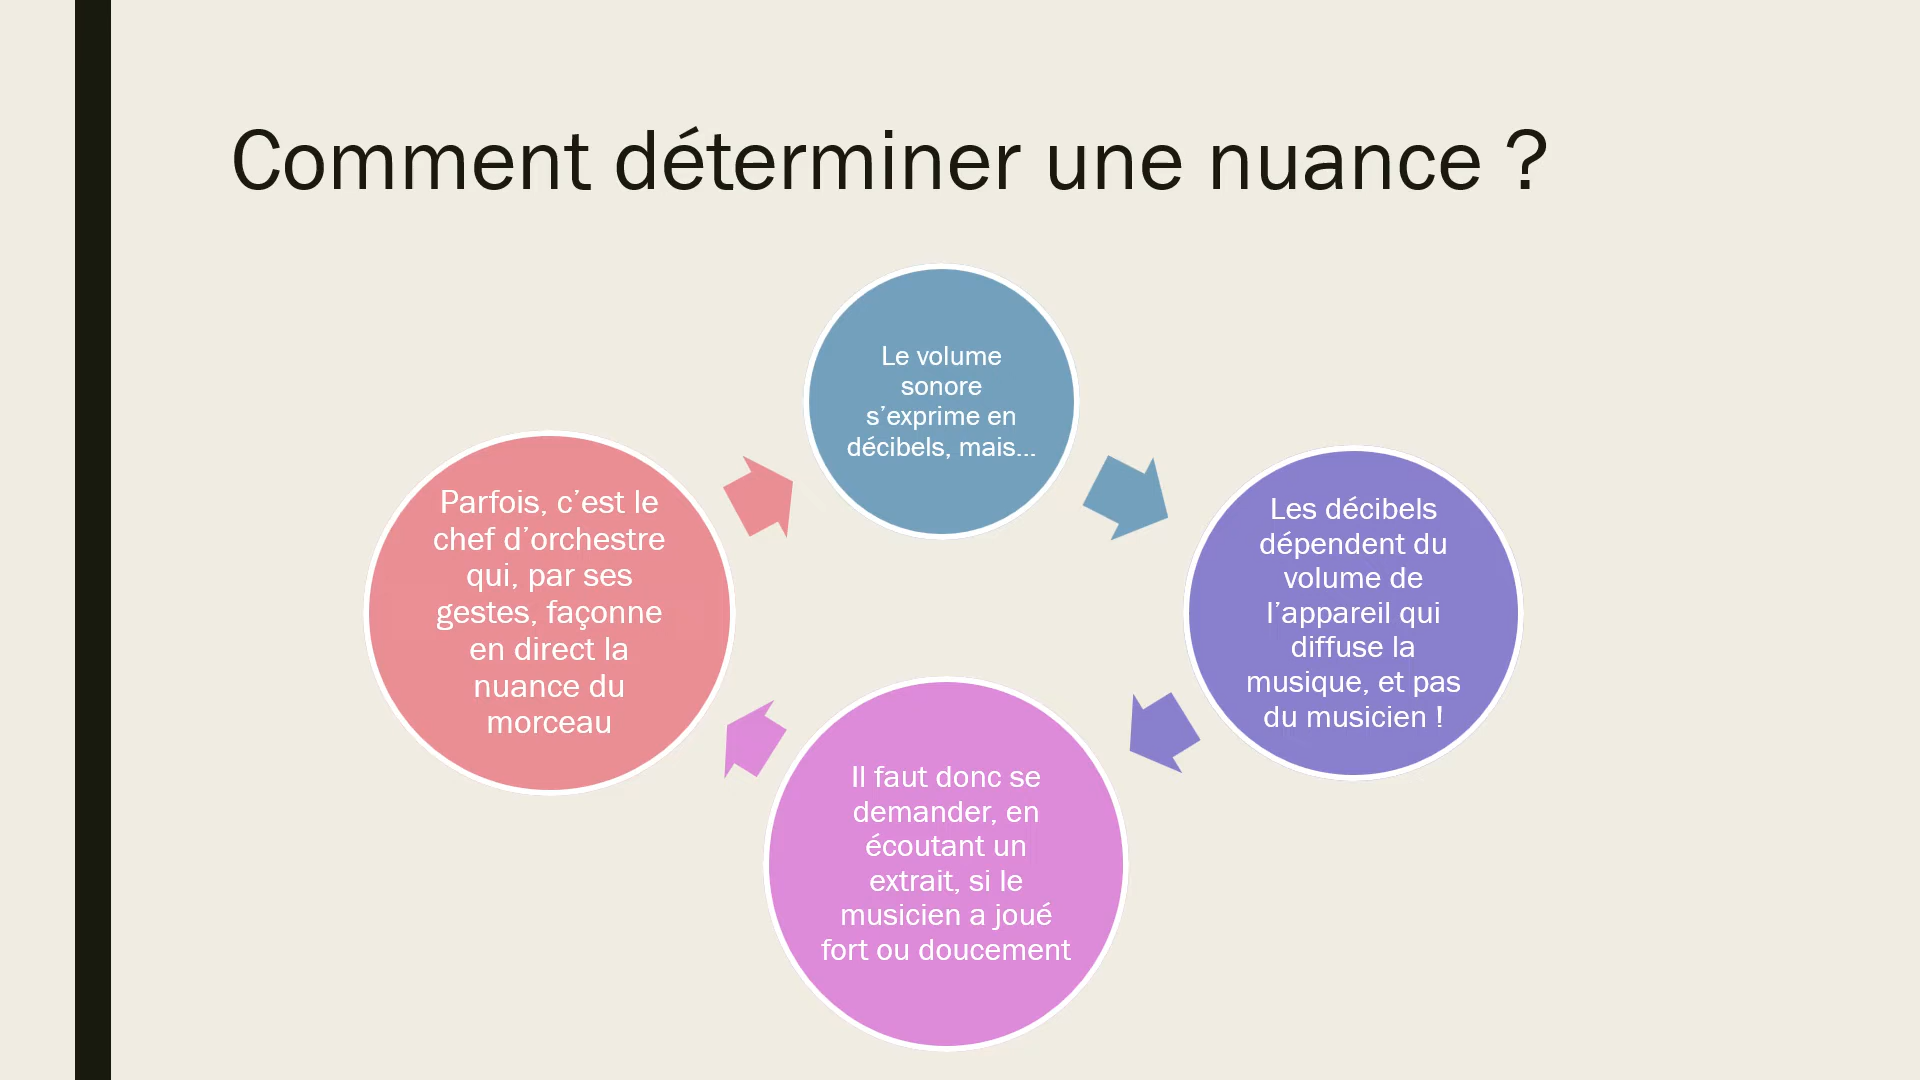 Comment déterminer une nuance ?
Le volume
sonore
s’exprime en
décibels, mais...
Les décibels
dépendent du
volume de
l’appareil qui
diffuse la
musique, et pas
du musicien !
Il faut donc se
demander, en
écoutant un
extrait, si le
musicien a joué
fort ou doucement
Parfois, c’est le
chef d’orchestre
qui, par ses
gestes, façonne
en direct la
nuance du
morceau